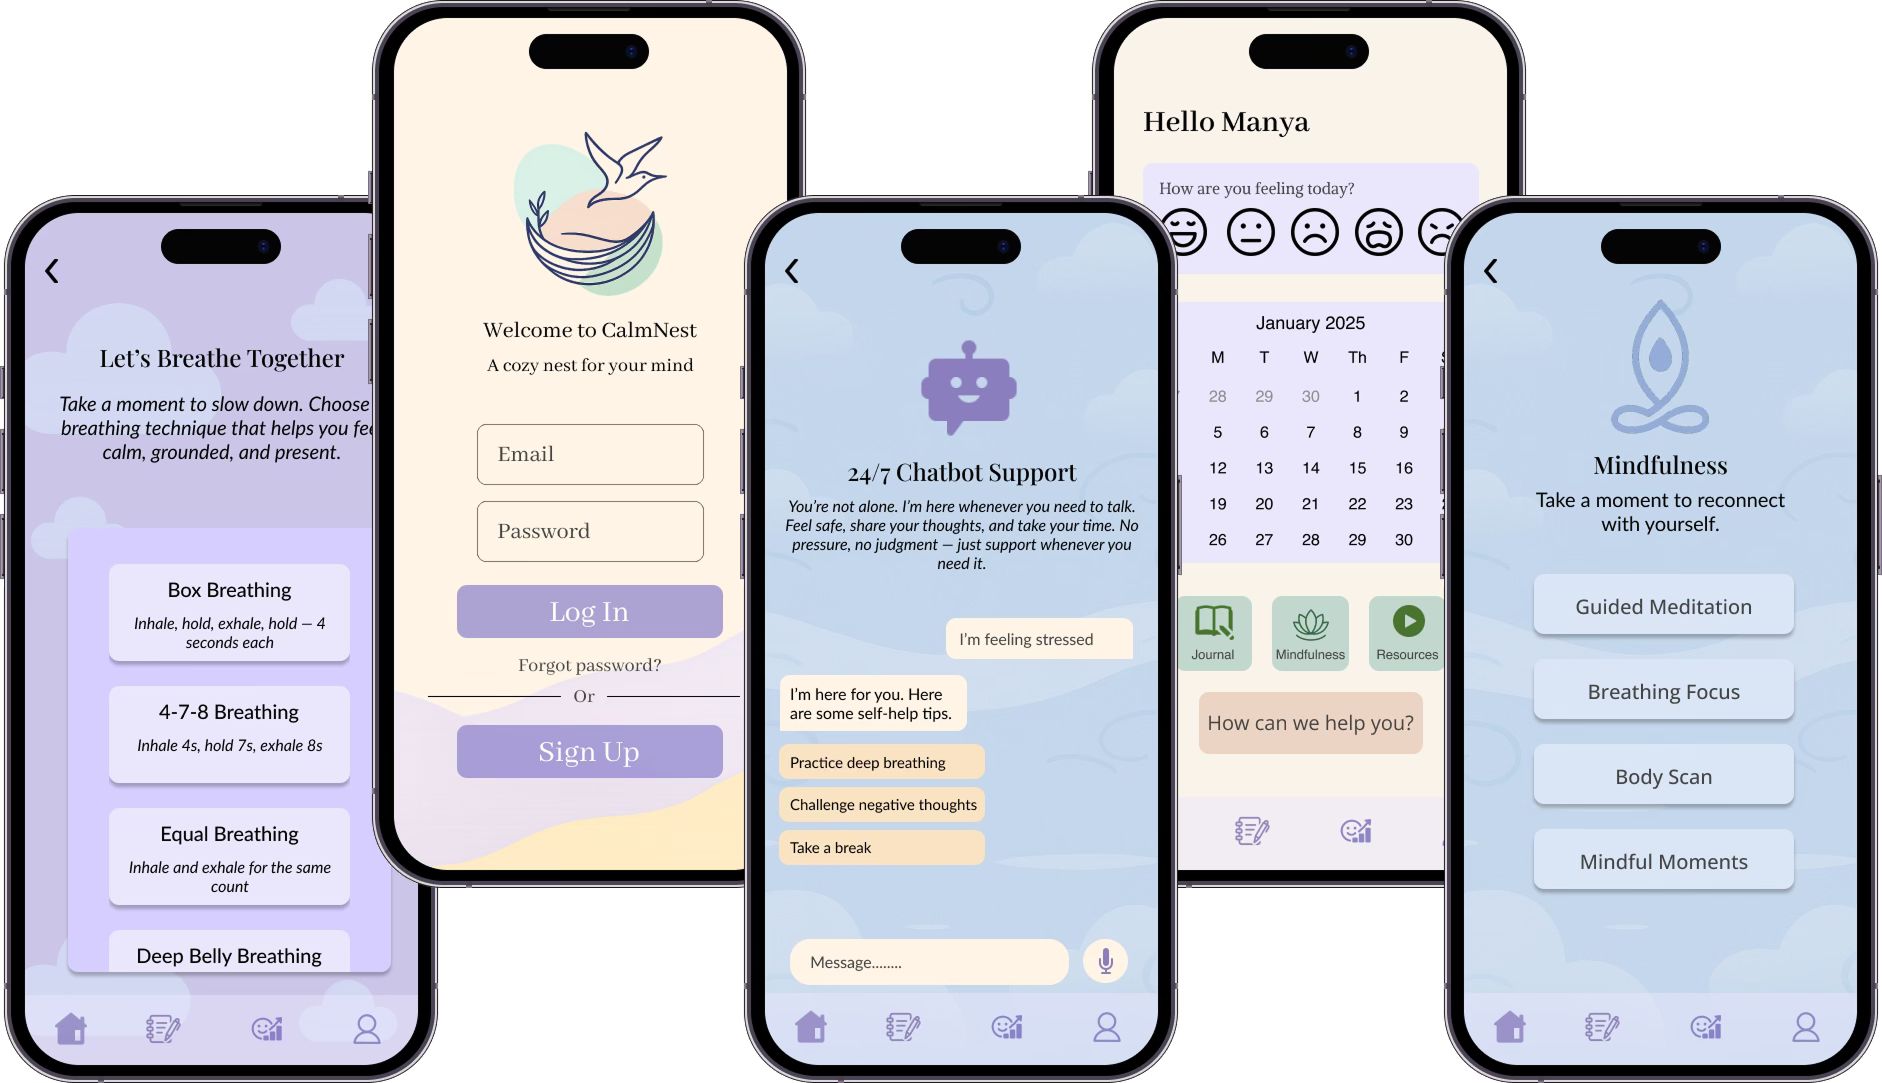 Let's Breathe Together
Take a moment to slow down. Choose
breathing technique that helps you
calm, grounded, and present.
Box Breathing
Inhale, hold, exhale, hold – 4
seconds each
4-7-8 Breathing
Inhale 4s, hold 7s, exhale 8s
Equal Breathing
Inhale and exhale for the same
count
Deep Belly Breathing
Welcome to CalmNest
A cozy nest for your mind
Email
Password
Log In
Forgot password?
Or
Sign Up
24/7 Chatbot Support
You're not alone. I'm here whenever you need to talk.
Feel safe, share your thoughts, and take your time. No
pressure, no judgment — just support whenever you
need it.
I'm feeling stressed
I'm here for you. Here
are some self-help tips.
Practice deep breathing
Challenge negative thoughts
Take a break
Message........
Hello Manya
How are you feeling today?
January 2025
M T W Th F
28 29 30 1 2
5 6 7 8 9
12 13 14 15 16
19 20 21 22 23
26 27 28 29 30
Journal Mindfulness Resources
How can we help you?
Mindfulness
Take a moment to reconnect
with yourself.
Guided Meditation
Breathing Focus
Body Scan
Mindful Moments